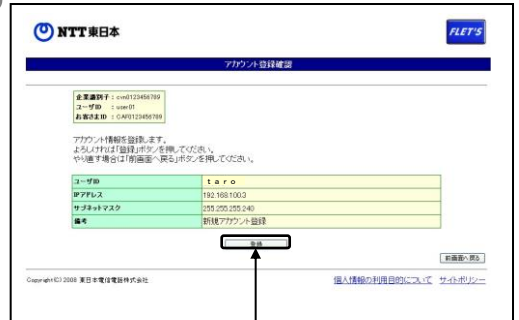 NTT東日本
FLET'S
アカウント登録確認
企業識別子:cvn0123456789
ユーザID :user01
お客さまID :CAF0123456789
アカウント情報を登録します。
よろしければ「登録」ボタンを押してください。
やり直す場合は「前画面へ戻る」ボタンを押してください。
ユーザID taro
IPアドレス 192.168.100.3
サブネットマスク 255.255.255.240
備考 新規アカウント登録
登録
前画面へ戻る
Copyright(C) 2008 東日本電信電話株式会社 個人情報の利用目的について サイトポリシー